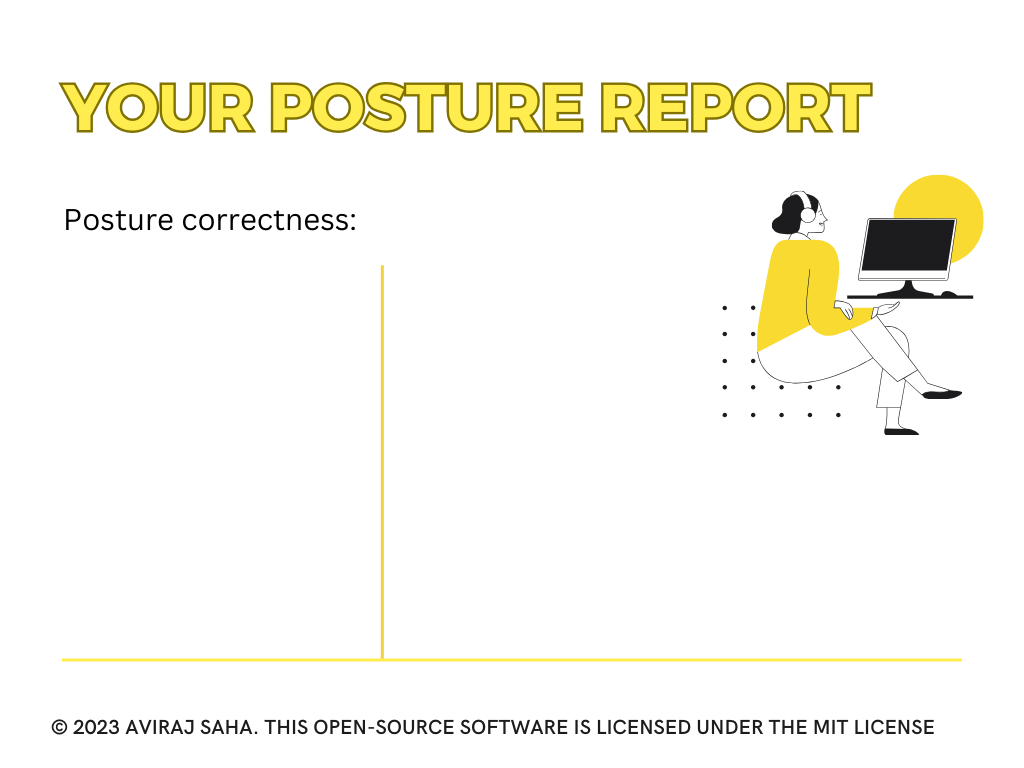 YOUR POSTURE REPORT
Posture correctness:
© 2023 AVIRAJ SAHA. THIS OPEN-SOURCE SOFTWARE IS LICENSED UNDER THE MIT LICENSE